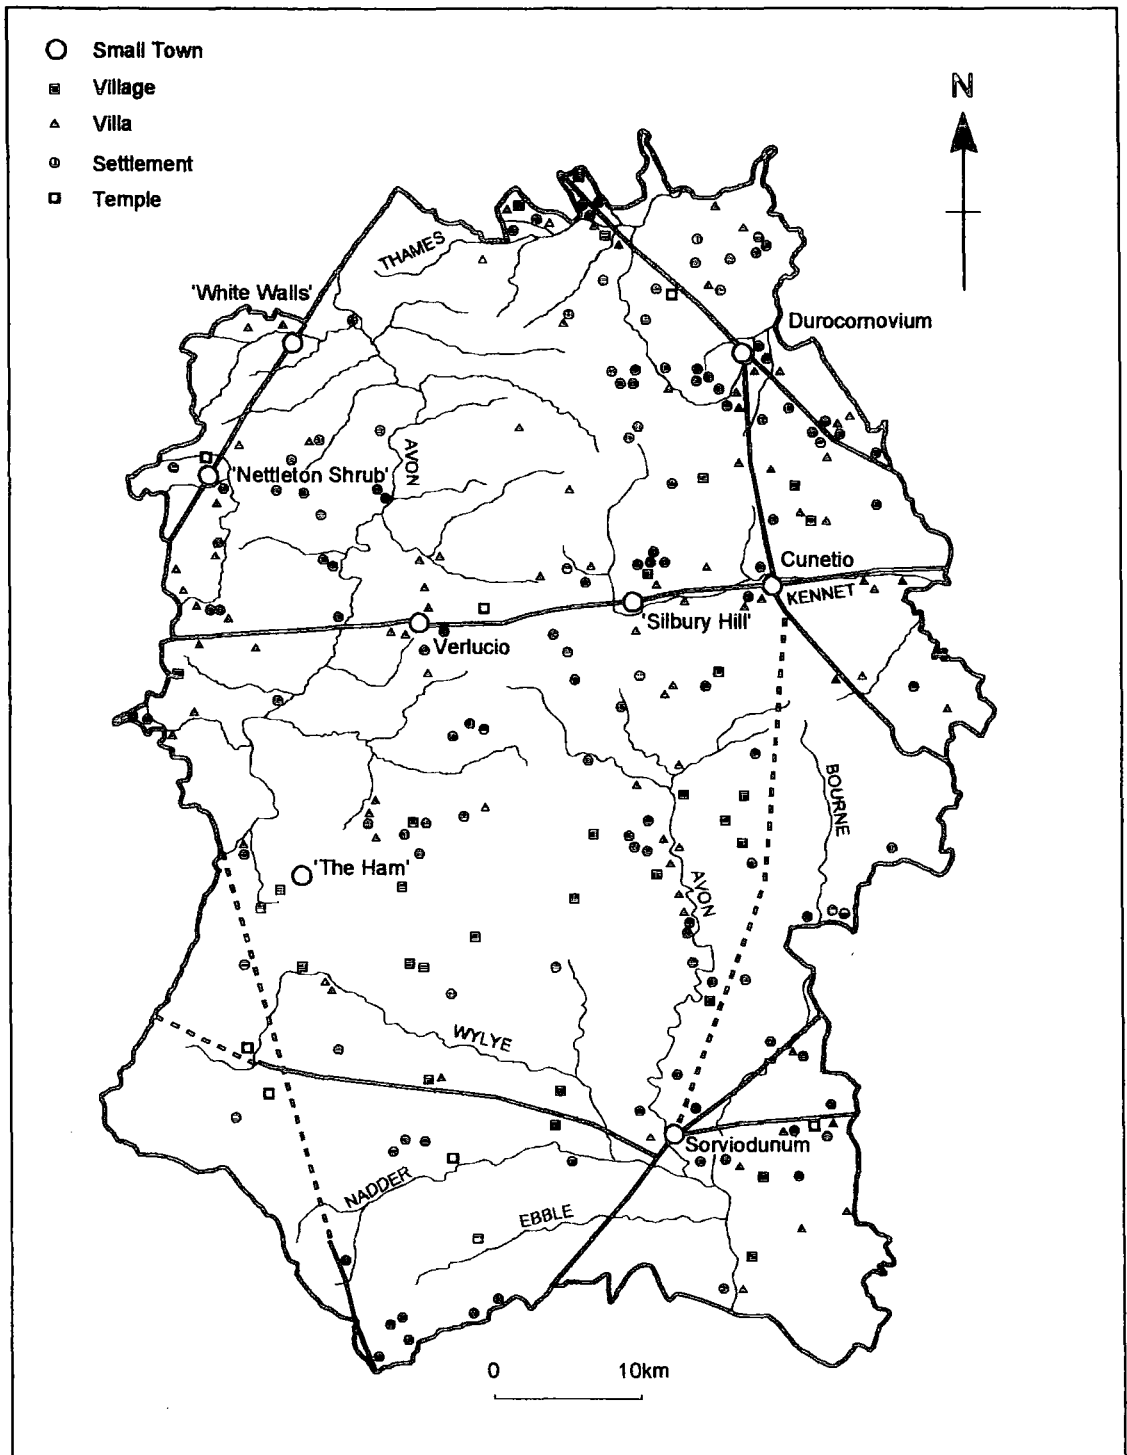 Small Town
Village
Villa
Settlement
Temple
N
THAMES
'White Walls'
Durocornovium
AVON
'Nettleton Shrub'
Cunetio
KENNET
'Silbury Hill'
Verlucio
BOURNE
'The Ham'
AVON
WYLYE
Sorviodunum
NADDER
EBBLE
0 10km